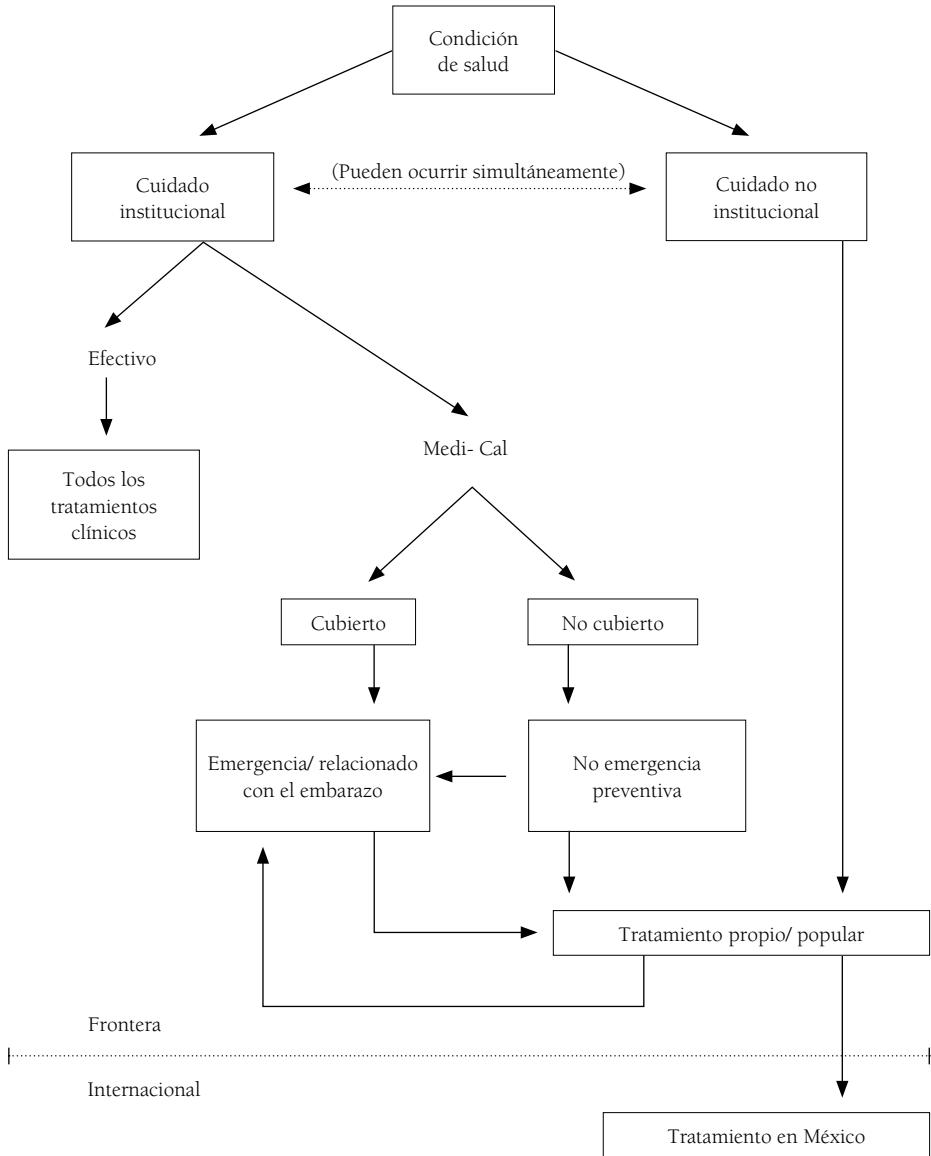 Condición
de salud
Cuidado
institucional
(Pueden ocurrir simultáneamente)
Cuidado no
institucional
Efectivo
Todos los
tratamientos
clínicos
Medi- Cal
Cubierto
No cubierto
Emergencia/ relacionado
con el embarazo
No emergencia
preventiva
Tratamiento propio/ popular
Frontera
Internacional
Tratamiento en México